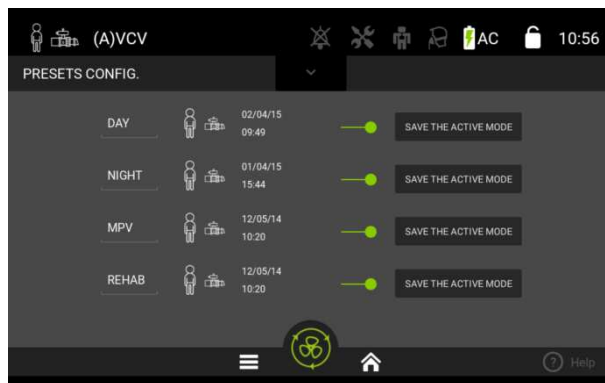 (A)VCV AC 10:56
PRESETS CONFIG.
DAY 02/04/15 09:49 SAVE THE ACTIVE MODE
NIGHT 01/04/15 15:44 SAVE THE ACTIVE MODE
MPV 12/05/14 10:20 SAVE THE ACTIVE MODE
REHAB 12/05/14 10:20 SAVE THE ACTIVE MODE
? Help